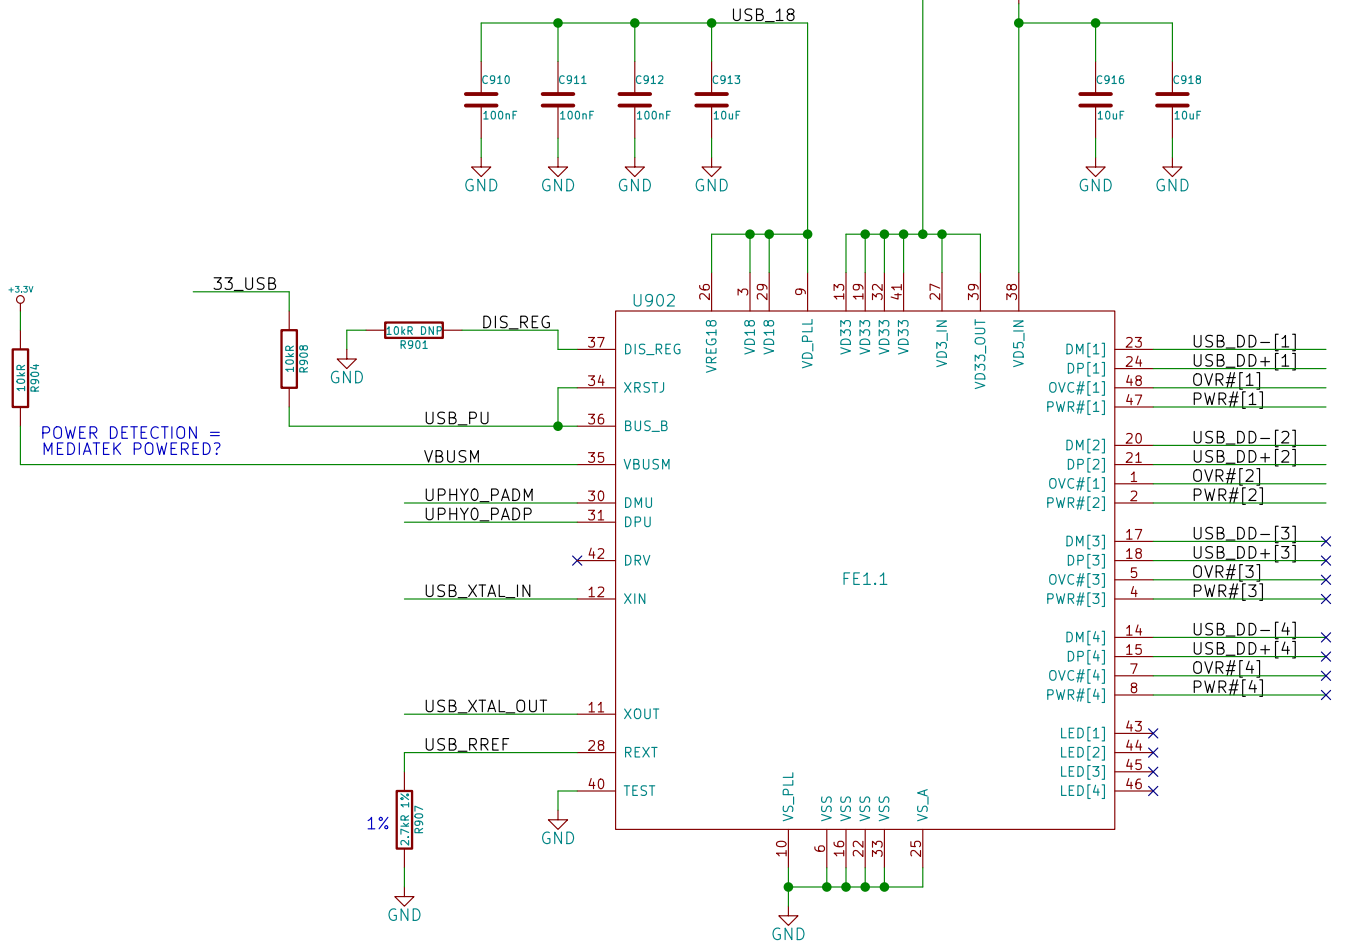 USB_18
C910
C911
C912
C913
C916
C918
100nF
100nF
100nF
10uF
10uF
10uF
GND
GND
GND
GND
GND
GND
33_USB
+3.3V
U902
26
3
29
9
13
19
32
41
27
39
38
VREG18
VD18
VD18
VD_PLL
VD33
VD33
VD33
VD33
VD3_IN
VD33_OUT
VD5_IN
10kR
R904
10kR
R908
10kR DNP
R901
GND
DIS_REG
37
DIS_REG
34
XRSTJ
USB_PU
36
BUS_B
POWER DETECTION =
MEDIATEK POWERED?
VBUSM
35
VBUSM
UPHY0_PADM
30
DMU
UPHY0_PADP
31
DPU
42
DRV
USB_XTAL_IN
12
XIN
USB_XTAL_OUT
11
XOUT
USB_RREF
28
REXT
40
TEST
GND
1%
2.7kR 1%
R907
GND
FE1.1
DM[1]
23
USB_DD-[1]
DP[1]
24
USB_DD+[1]
OVC#[1]
48
OVR#[1]
PWR#[1]
47
PWR#[1]
DM[2]
20
USB_DD-[2]
DP[2]
21
USB_DD+[2]
OVC#[1]
1
OVR#[2]
PWR#[2]
2
PWR#[2]
DM[3]
17
USB_DD-[3]
DP[3]
18
USB_DD+[3]
OVC#[3]
5
OVR#[3]
PWR#[3]
4
PWR#[3]
DM[4]
14
USB_DD-[4]
DP[4]
15
USB_DD+[4]
OVC#[4]
7
OVR#[4]
PWR#[4]
8
PWR#[4]
LED[1]
43
LED[2]
44
LED[3]
45
LED[4]
46
VS_PLL
VSS
VSS
VSS
VSS
VS_A
10
6
16
22
33
25
GND